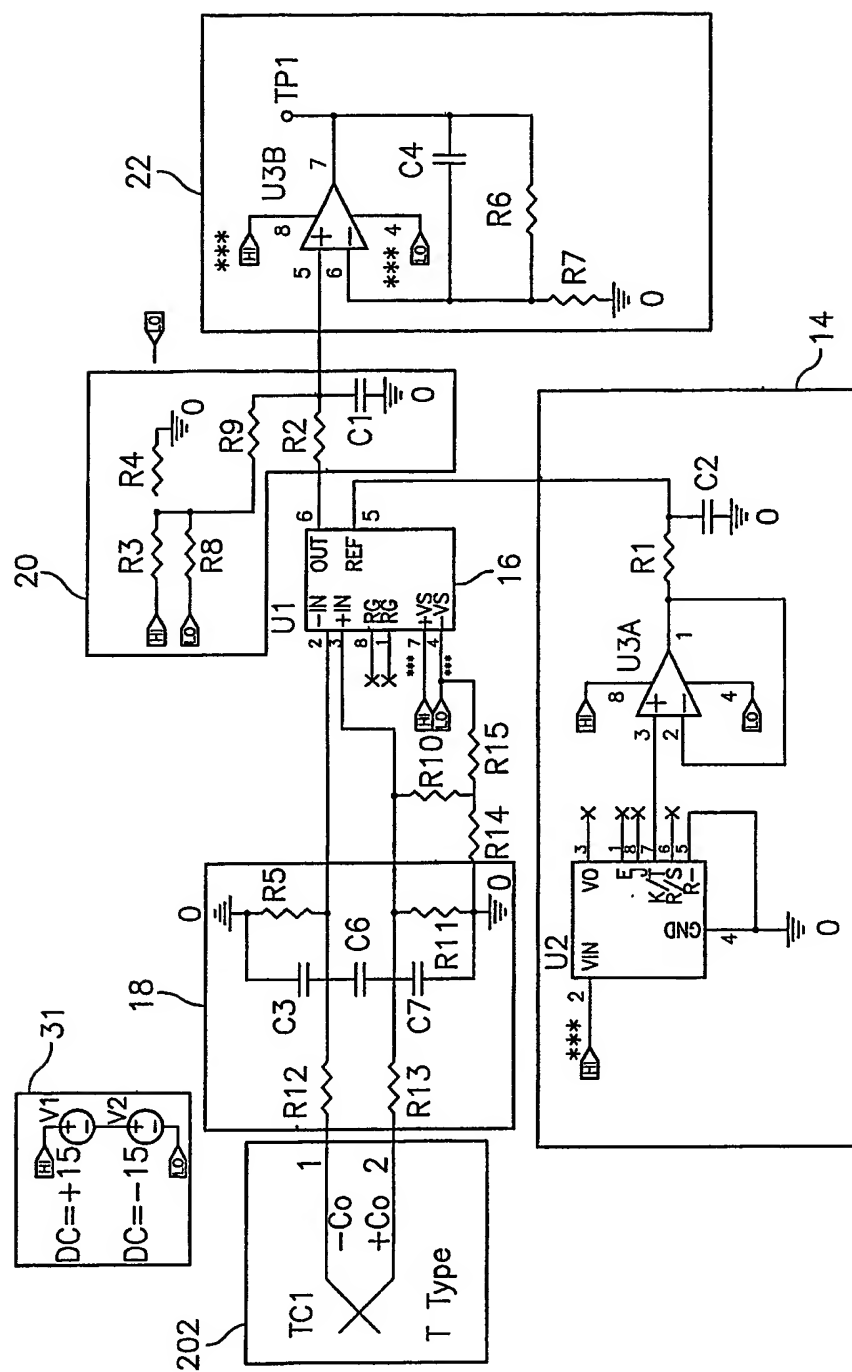 31
HI
V1
DC=+15
V2
DC=-15
LO
202
TC1
1
-Co
+Co
2
T Type
18
0
R5
C3
R12
C6
C7
R13
R11
0
R10
R14
R15
20
R3
R4
0
HI
R8
LO
R9
R2
C1
0
U1
2
-IN
OUT
6
3
+IN
REF
5
8
RG
1
RG
HI
***
7
+VS
LO
4
-VS
***
16
LO
22
***
HI
8
U3B
TP1
5
+
7
6
-
***
4
LO
C4
R6
R7
0
14
U2
***
HI
2
VIN
VO
3
E
1
J
8
K/T
7
R/S
6
R-
5
GND
4
0
HI
8
U3A
3
+
1
2
-
4
LO
R1
C2
0